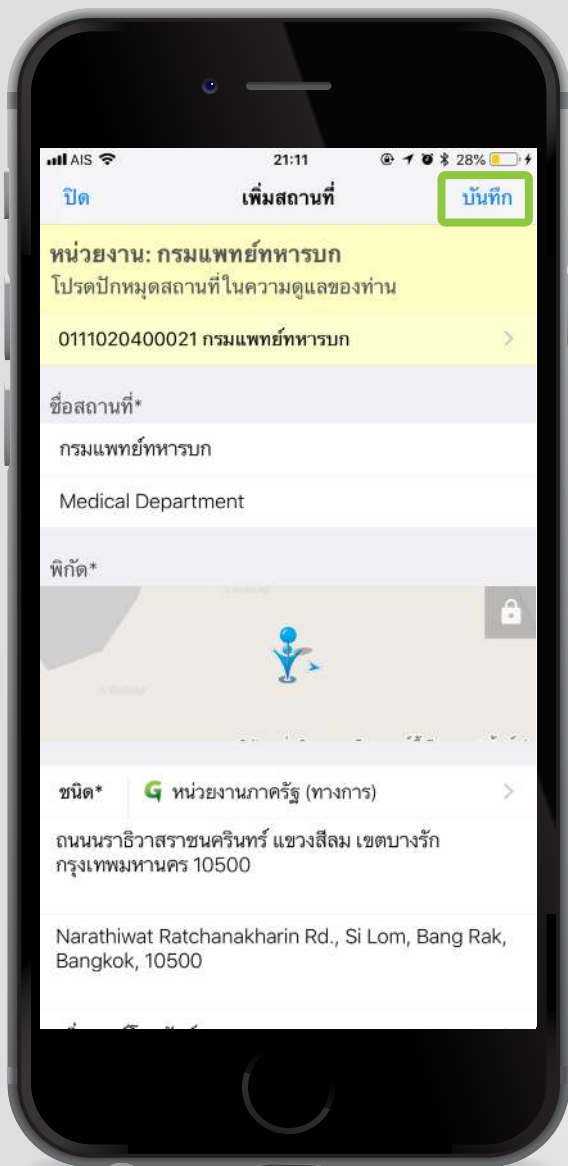 AIS
21:11
28%
ปิด
เพิ่มสถานที่
บันทึก
หน่วยงาน: กรมแพทย์ทหารบก
โปรดปักหมุดสถานที่ในความดูแลของท่าน
0111020400021 กรมแพทย์ทหารบก
ชื่อสถานที่*
กรมแพทย์ทหารบก
Medical Department
พิกัด*
ชนิด*
หน่วยงานภาครัฐ (ทางการ)
ถนนนราธิวาสราชนครินทร์ แขวงสีลม เขตบางรัก
กรุงเทพมหานคร 10500
Narathiwat Ratchanakharin Rd., Si Lom, Bang Rak,
Bangkok, 10500